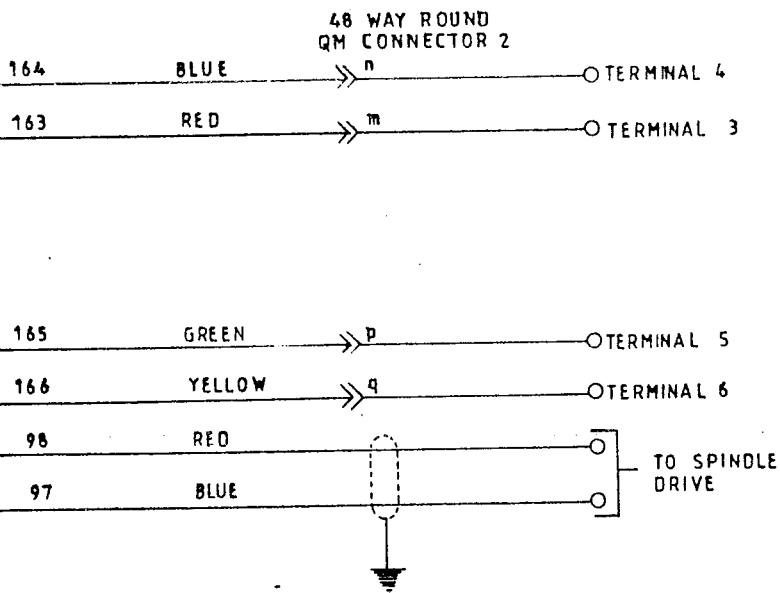 48 WAY ROUND
QM CONNECTOR 2
164 BLUE n TERMINAL 4
163 RED m TERMINAL 3
165 GREEN p TERMINAL 5
166 YELLOW q TERMINAL 6
98 RED
97 BLUE
TO SPINDLE
DRIVE